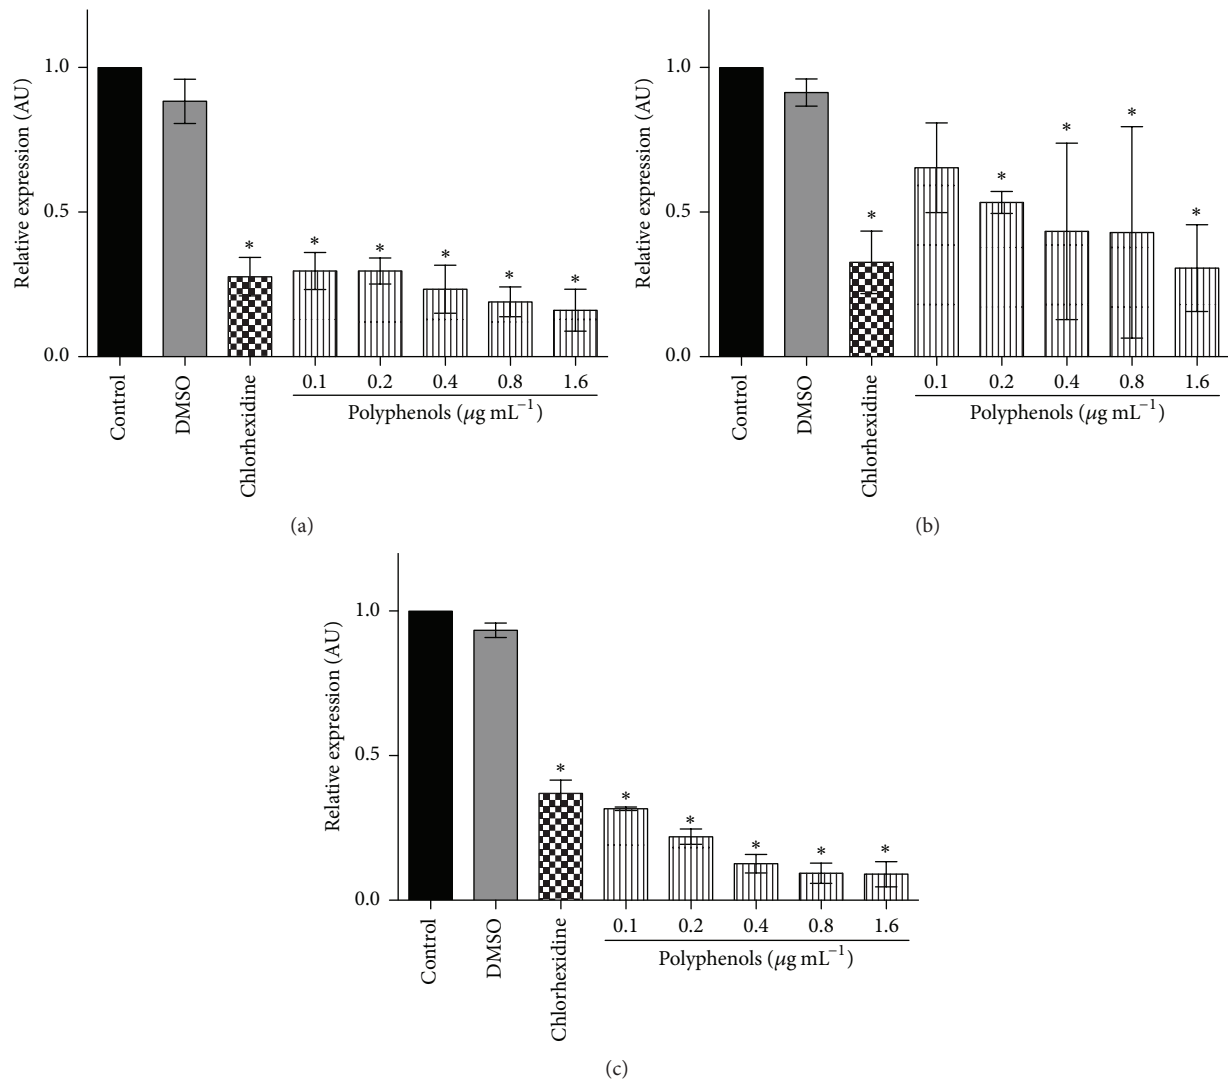 Relative expression (AU)
1.0
0.5
0.0
*
*
*
*
*
*
Control
DMSO
Chlorhexidine
0.1
0.2
0.4
0.8
1.6
Polyphenols (μg mL⁻¹)
(a)
Relative expression (AU)
1.0
0.5
0.0
*
*
*
*
*
Control
DMSO
Chlorhexidine
0.1
0.2
0.4
0.8
1.6
Polyphenols (μg mL⁻¹)
(b)
Relative expression (AU)
1.0
0.5
0.0
*
*
*
*
*
*
Control
DMSO
Chlorhexidine
0.1
0.2
0.4
0.8
1.6
Polyphenols (μg mL⁻¹)
(c)